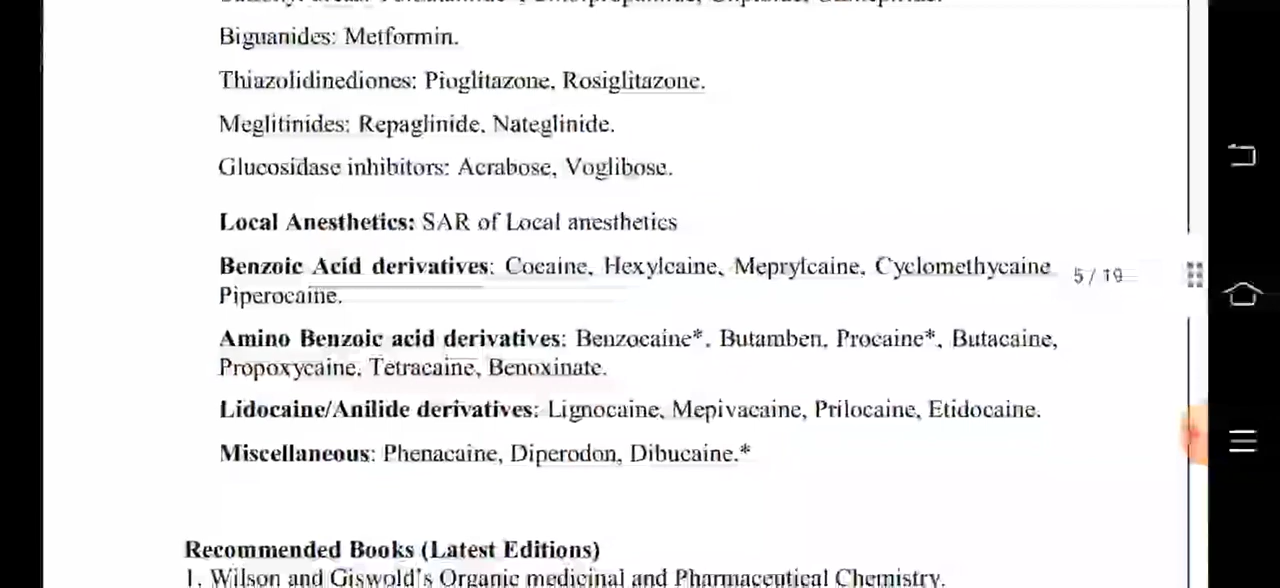 Biguanides: Metformin.
Thiazolidinediones: Pioglitazone, Rosiglitazone.
Meglitinides: Repaglinide, Nateglinide.
Glucosidase inhibitors: Acrabose, Voglibose.
Local Anesthetics: SAR of Local anesthetics
Benzoic Acid derivatives: Cocaine, Hexylcaine, Meprylcaine, Cyclomethycaine
5 / 19
Piperocaine.
Amino Benzoic acid derivatives: Benzocaine*, Butamben, Procaine*, Butacaine,
Propoxycaine, Tetracaine, Benoxinate.
Lidocaine/Anilide derivatives: Lignocaine, Mepivacaine, Prilocaine, Etidocaine.
Miscellaneous: Phenacaine, Diperodon, Dibucaine.*
Recommended Books (Latest Editions)
1. Wilson and Giswold's Organic medicinal and Pharmaceutical Chemistry.